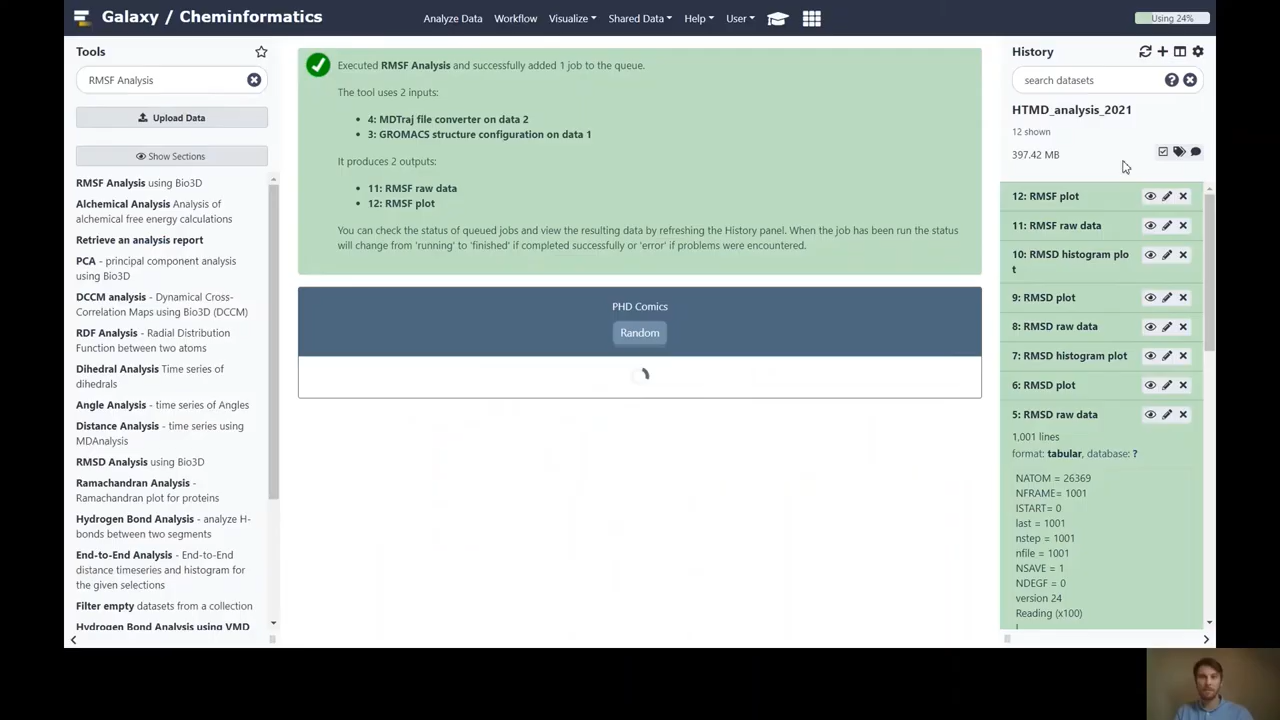 Galaxy / Cheminformatics
Analyze Data
Workflow
Visualize
Shared Data
Help
User
Using 24%
Tools
RMSF Analysis
Upload Data
Show Sections
RMSF Analysis using Bio3D
Alchemical Analysis Analysis of
alchemical free energy calculations
Retrieve an analysis report
PCA - principal component analysis
using Bio3D
DCCM analysis - Dynamical Cross-
Correlation Maps using Bio3D (DCCM)
RDF Analysis - Radial Distribution
Function between two atoms
Dihedral Analysis Time series of
dihedrals
Angle Analysis - time series of Angles
Distance Analysis - time series using
MDAnalysis
RMSD Analysis using Bio3D
Ramachandran Analysis -
Ramachandran plot for proteins
Hydrogen Bond Analysis - analyze H-
bonds between two segments
End-to-End Analysis - End-to-End
distance timeseries and histogram for
the given selections
Filter empty datasets from a collection
Hydrogen Bond Analysis using VMD
Executed RMSF Analysis and successfully added 1 job to the queue.
The tool uses 2 inputs:
• 4: MDTraj file converter on data 2
• 3: GROMACS structure configuration on data 1
It produces 2 outputs:
• 11: RMSF raw data
• 12: RMSF plot
You can check the status of queued jobs and view the resulting data by refreshing the History panel. When the job has been run the status
will change from 'running' to 'finished' if completed successfully or 'error' if problems were encountered.
PHD Comics
Random
History
search datasets
HTMD_analysis_2021
12 shown
397.42 MB
12: RMSF plot
11: RMSF raw data
10: RMSD histogram plo
t
9: RMSD plot
8: RMSD raw data
7: RMSD histogram plot
6: RMSD plot
5: RMSD raw data
1,001 lines
format: tabular, database: ?
NATOM = 26369
NFRAME= 1001
ISTART= 0
last = 1001
nstep = 1001
nfile = 1001
NSAVE = 1
NDEGF = 0
version 24
Reading (x100)